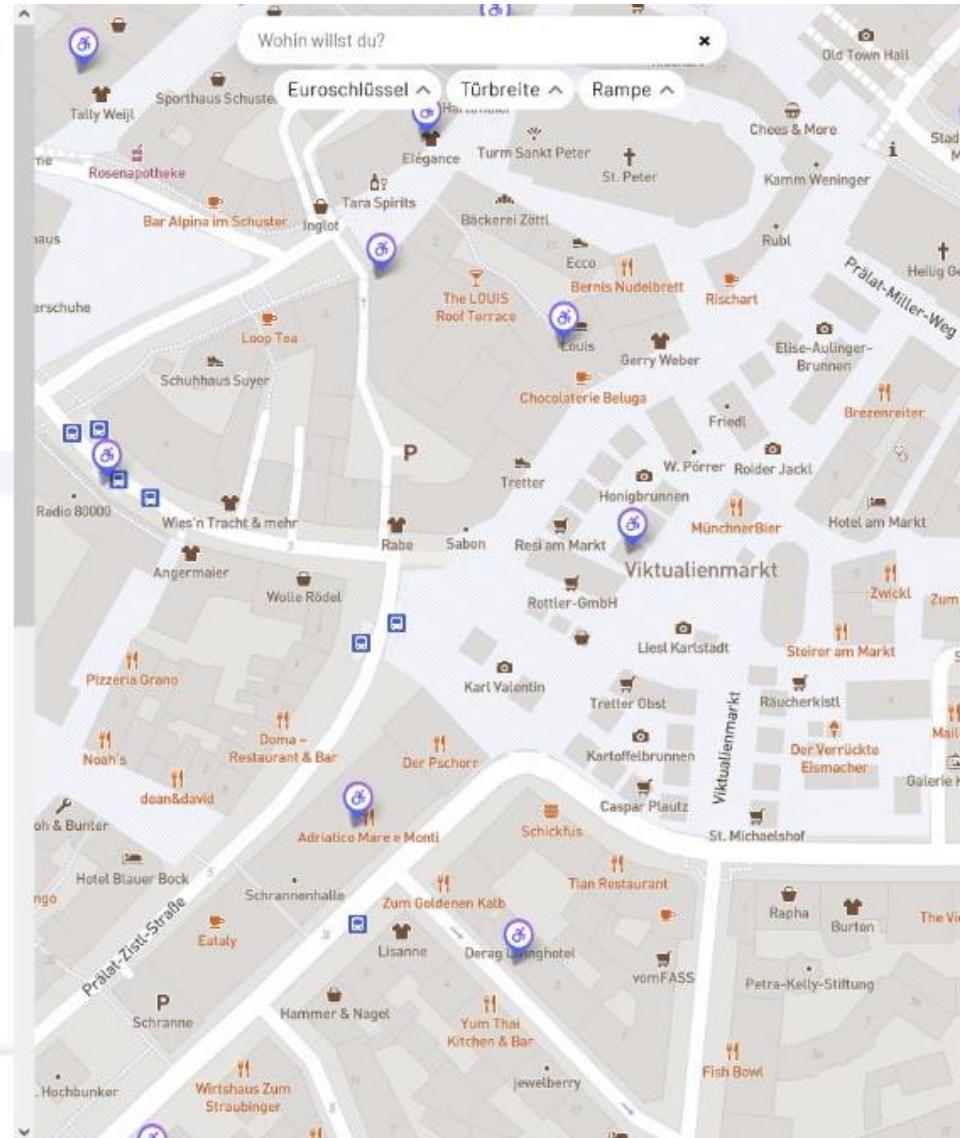 Wohin willst du?
Old Town Hall
Euroschlüssel
Türbreite
Rampe
Tally Weijl
Sporthaus Schuster
Chees & More
Rosenapotheke
Elégance
Turm Sankt Peter
St. Peter
Kamm Weninger
Tara Spirits
Bar Alpina im Schuster
Inglot
Bäckerei Zöttl
Rubl
Ecco
Prälat-Miller-Weg
The LOUIS
Roof Terrace
Bernis Nudelbrett
Rischart
Loop Tea
Louis
Gerry Weber
Elise-Aulinger-
Brunnen
Schuhhaus Suyer
Chocolaterie Beluga
Brezenreiter
Friedl
P
W. Pörrer
Roider Jackl
Tretter
Honigbrunnen
Radio 80000
Wies'n Tracht & mehr
MünchnerBier
Hotel am Markt
Rabe
Sabon
Resi am Markt
Angermaier
Viktualienmarkt
Wolle Rödel
Rottler-GmbH
Zwickl
Zum
Liesl Karlstadt
Steirer am Markt
Pizzeria Grano
Karl Valentin
Tretter Obst
Räucherkistl
Viktualienmarkt
Noah's
Doma –
Restaurant & Bar
Der Pschorr
Kartoffelbrunnen
Der Verrückte
Eismacher
dean&david
Caspar Plautz
Adriatico Mare e Monti
Schickfus
St. Michaelshof
Hotel Blauer Bock
Schrannenhalle
Tian Restaurant
Zum Goldenen Kalb
Rapha
Burton
Prälat-Zistl-Straße
Eataly
Lisanne
vomFASS
Petra-Kelly-Stiftung
P
Schranne
Hammer & Nagel
Yum Thai
Kitchen & Bar
Fish Bowl
Hochbunker
Wirtshaus Zum
Straubinger
jewelberry